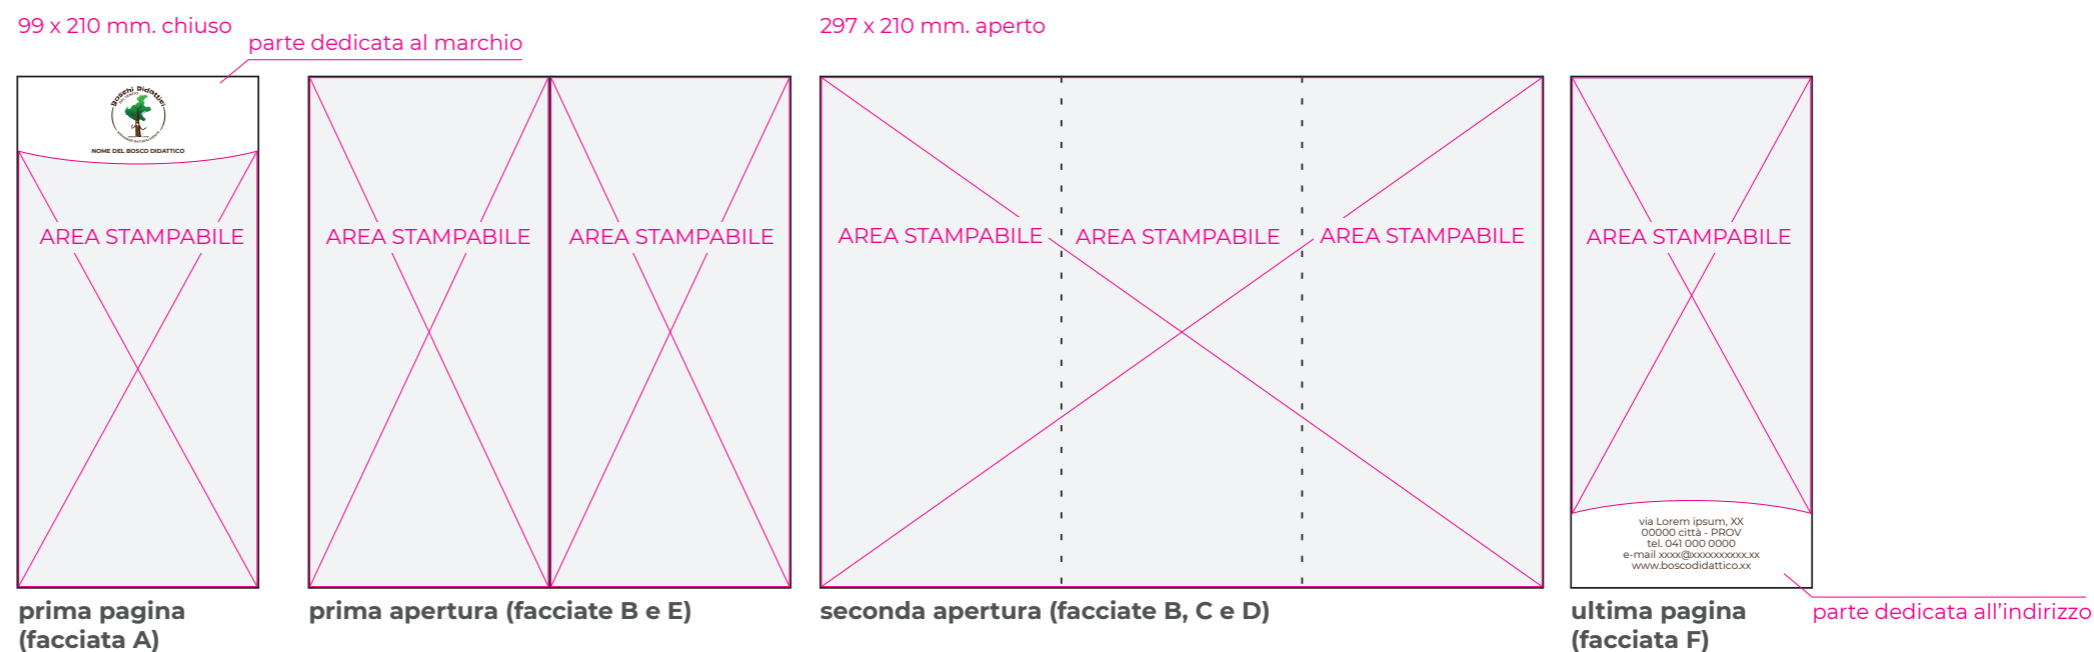 99 x 210 mm. chiuso
parte dedicata al marchio
297 x 210 mm. aperto
Boschi Didattici
NOME DEL BOSCO DIDATTICO
AREA STAMPABILE
AREA STAMPABILE
AREA STAMPABILE
AREA STAMPABILE
AREA STAMPABILE
AREA STAMPABILE
AREA STAMPABILE
via Lorem ipsum, XX
00000 città - PROV
tel. 041 000 0000
e-mail xxxx@xxxxxxxxxx.xx
www.boscodidattico.xx
prima pagina
(facciata A)
prima apertura (facciate B e E)
seconda apertura (facciate B, C e D)
ultima pagina
(facciata F)
parte dedicata all'indirizzo